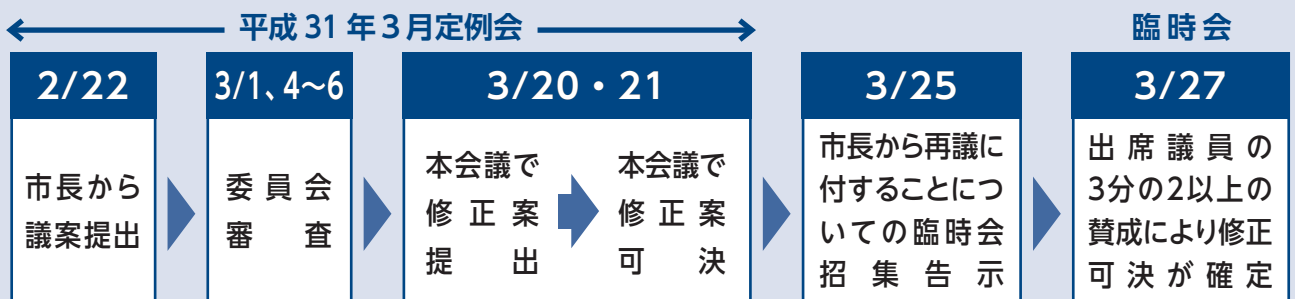 平成31年3月定例会
臨時会
2/22
市長から
議案提出
3/1、4〜6
委員会
審査
3/20・21
本会議で
修正案
提出
本会議で
修正案
可決
3/25
市長から再議に
付することにつ
いての臨時会
招集告示
3/27
出席議員の
3分の2以上の
賛成により修正
可決が確定